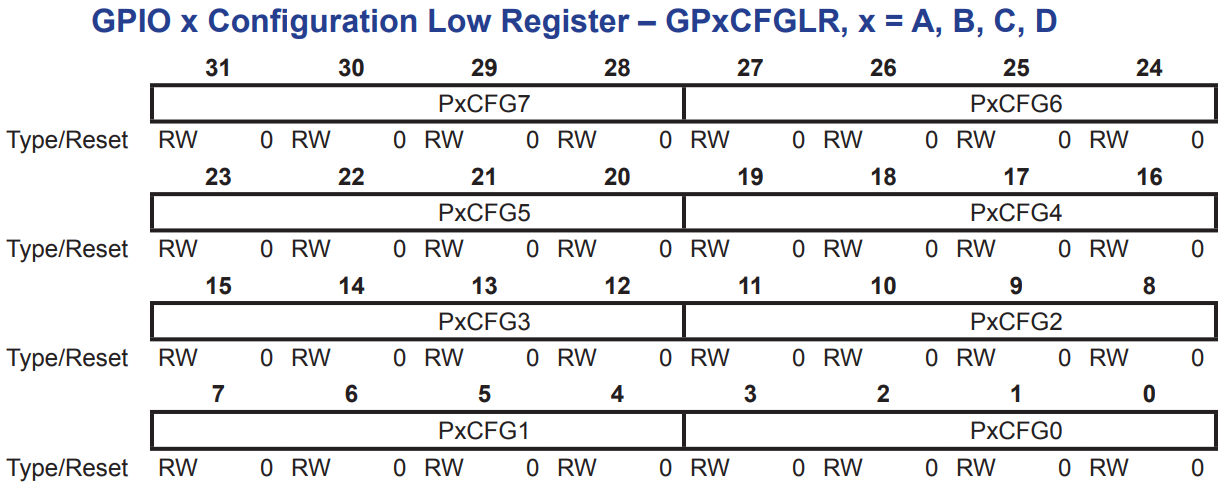 GPIO x Configuration Low Register – GPxCFGLR, x = A, B, C, D
31 30 29 28 27 26 25 24
PxCFG7 PxCFG6
Type/Reset RW 0 RW 0 RW 0 RW 0 RW 0 RW 0 RW 0 RW 0
23 22 21 20 19 18 17 16
PxCFG5 PxCFG4
Type/Reset RW 0 RW 0 RW 0 RW 0 RW 0 RW 0 RW 0 RW 0
15 14 13 12 11 10 9 8
PxCFG3 PxCFG2
Type/Reset RW 0 RW 0 RW 0 RW 0 RW 0 RW 0 RW 0 RW 0
7 6 5 4 3 2 1 0
PxCFG1 PxCFG0
Type/Reset RW 0 RW 0 RW 0 RW 0 RW 0 RW 0 RW 0 RW 0